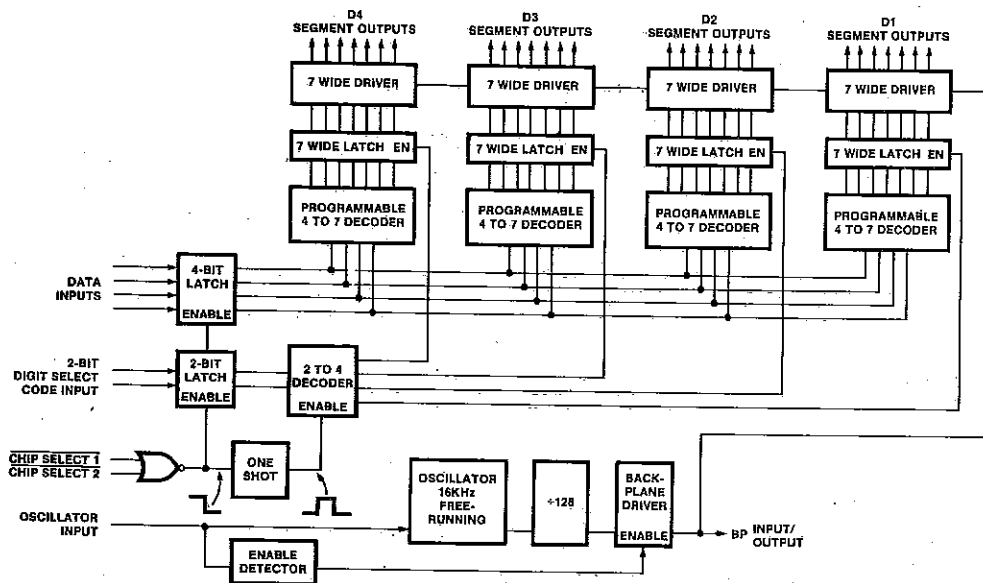 D4
SEGMENT OUTPUTS
D3
SEGMENT OUTPUTS
D2
SEGMENT OUTPUTS
D1
SEGMENT OUTPUTS
7 WIDE DRIVER
7 WIDE DRIVER
7 WIDE DRIVER
7 WIDE DRIVER
7 WIDE LATCH EN
7 WIDE LATCH EN
7 WIDE LATCH EN
7 WIDE LATCH EN
PROGRAMMABLE
4 TO 7 DECODER
PROGRAMMABLE
4 TO 7 DECODER
PROGRAMMABLE
4 TO 7 DECODER
PROGRAMMABLE
4 TO 7 DECODER
DATA
INPUTS
4-BIT
LATCH
ENABLE
2-BIT
DIGIT SELECT
CODE INPUT
2-BIT
LATCH
ENABLE
2 TO 4
DECODER
ENABLE
CHIP SELECT 1
CHIP SELECT 2
ONE
SHOT
OSCILLATOR
INPUT
OSCILLATOR
16KHz
FREE-
RUNNING
÷128
BACK-
PLANE
DRIVER
ENABLE
BP INPUT/
OUTPUT
ENABLE
DETECTOR